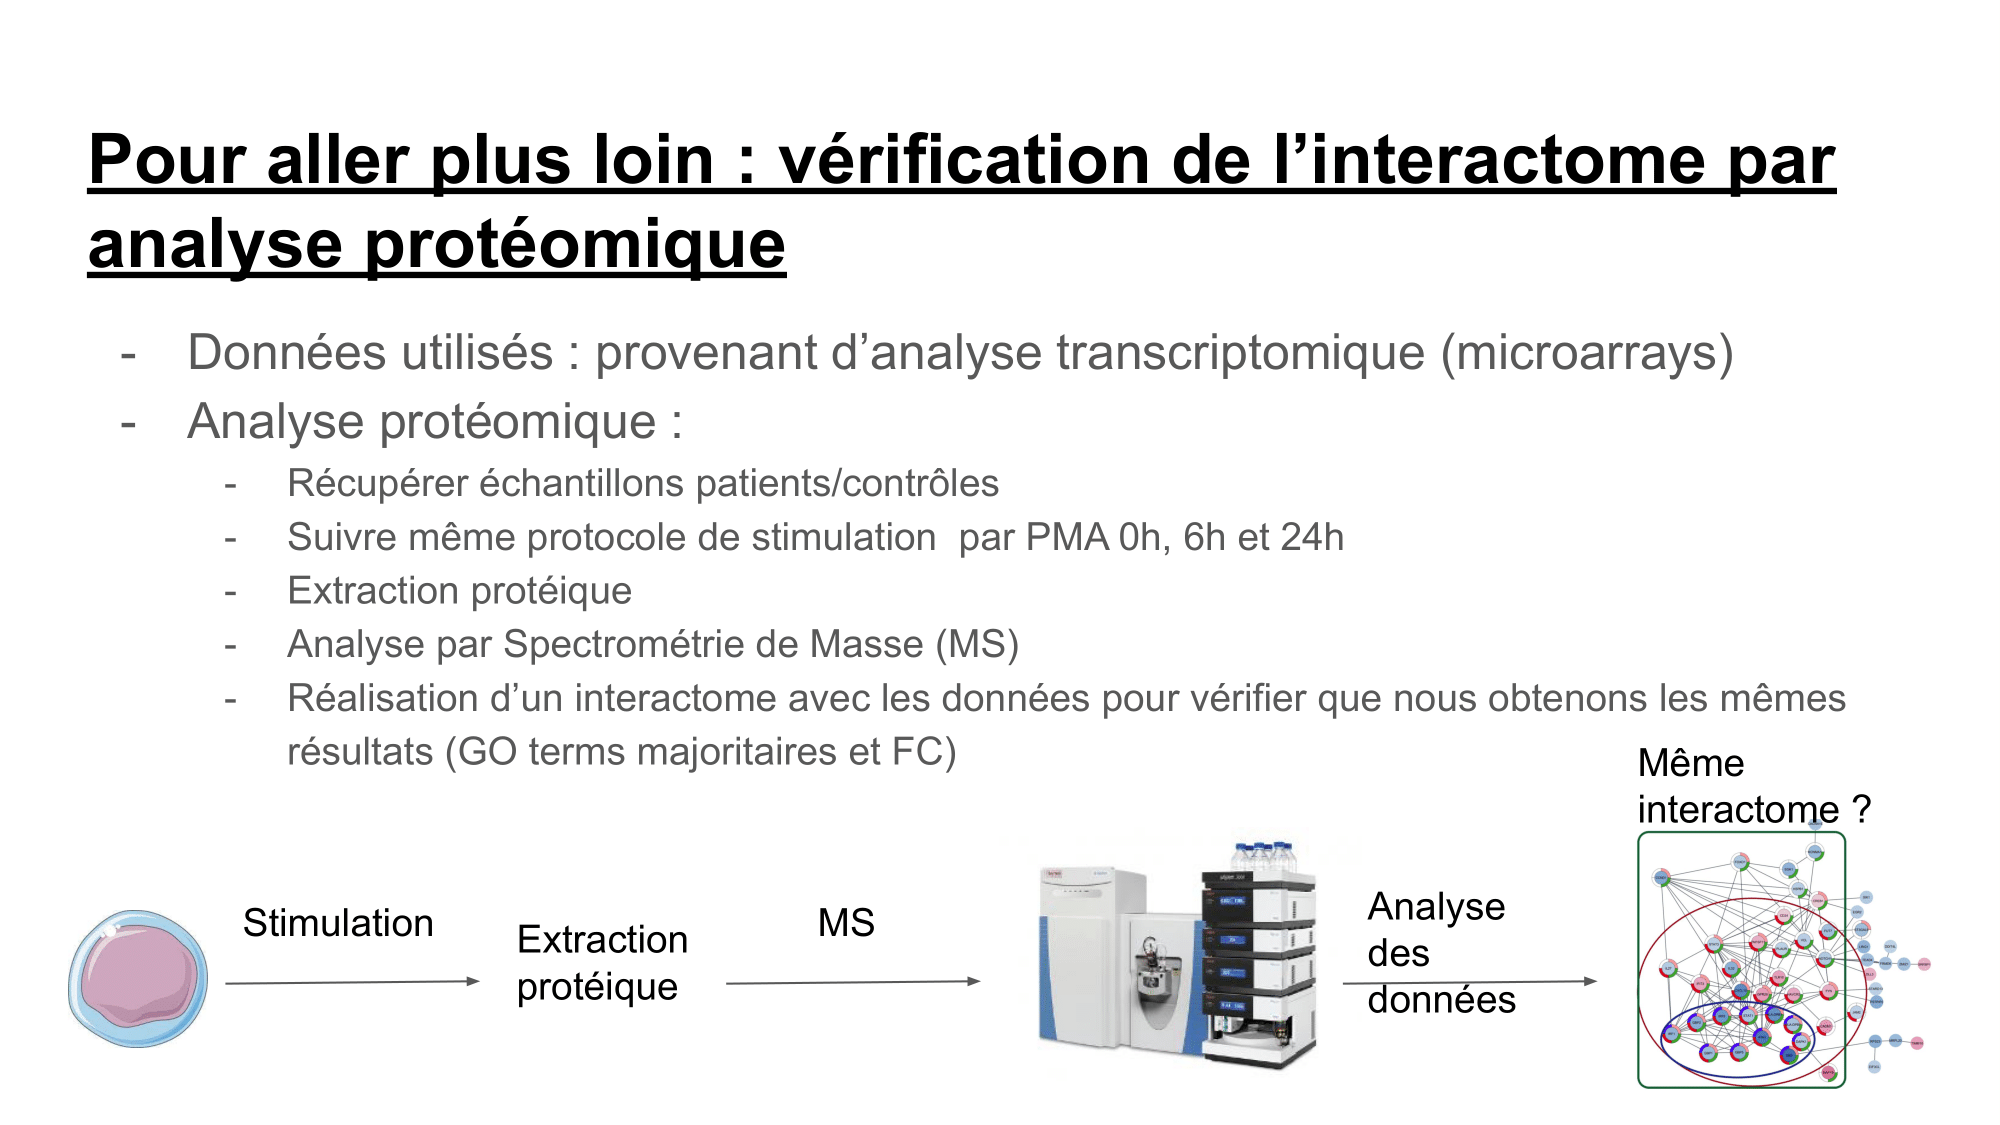 Pour aller plus loin : vérification de l’interactome par
analyse protéomique
- Données utilisés : provenant d’analyse transcriptomique (microarrays)
- Analyse protéomique :
- Récupérer échantillons patients/contrôles
- Suivre même protocole de stimulation  par PMA 0h, 6h et 24h
- Extraction protéique
- Analyse par Spectrométrie de Masse (MS)
- Réalisation d’un interactome avec les données pour vérifier que nous obtenons les mêmes
résultats (GO terms majoritaires et FC)
Même
interactome ?
Stimulation
Extraction
protéique
MS
Analyse
des
données